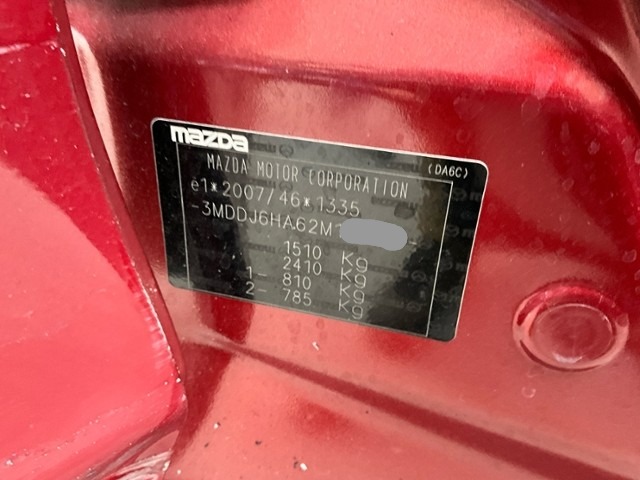 mazda
MAZDA MOTOR CORPORATION
(DA6C)
e1*2007/46*1335
-3MDDJ6HA62M1 -
1510 Kg
2410 Kg
1- 810 Kg
2- 785 Kg